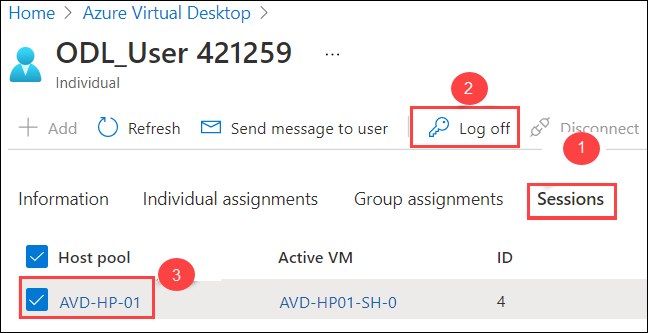 Home > Azure Virtual Desktop >
ODL_User 421259 ...
Individual
2
+ Add Refresh Send message to user Log off Disconnect
1
Information Individual assignments Group assignments Sessions
Host pool Active VM ID
3
AVD-HP-01 AVD-HP01-SH-0 4